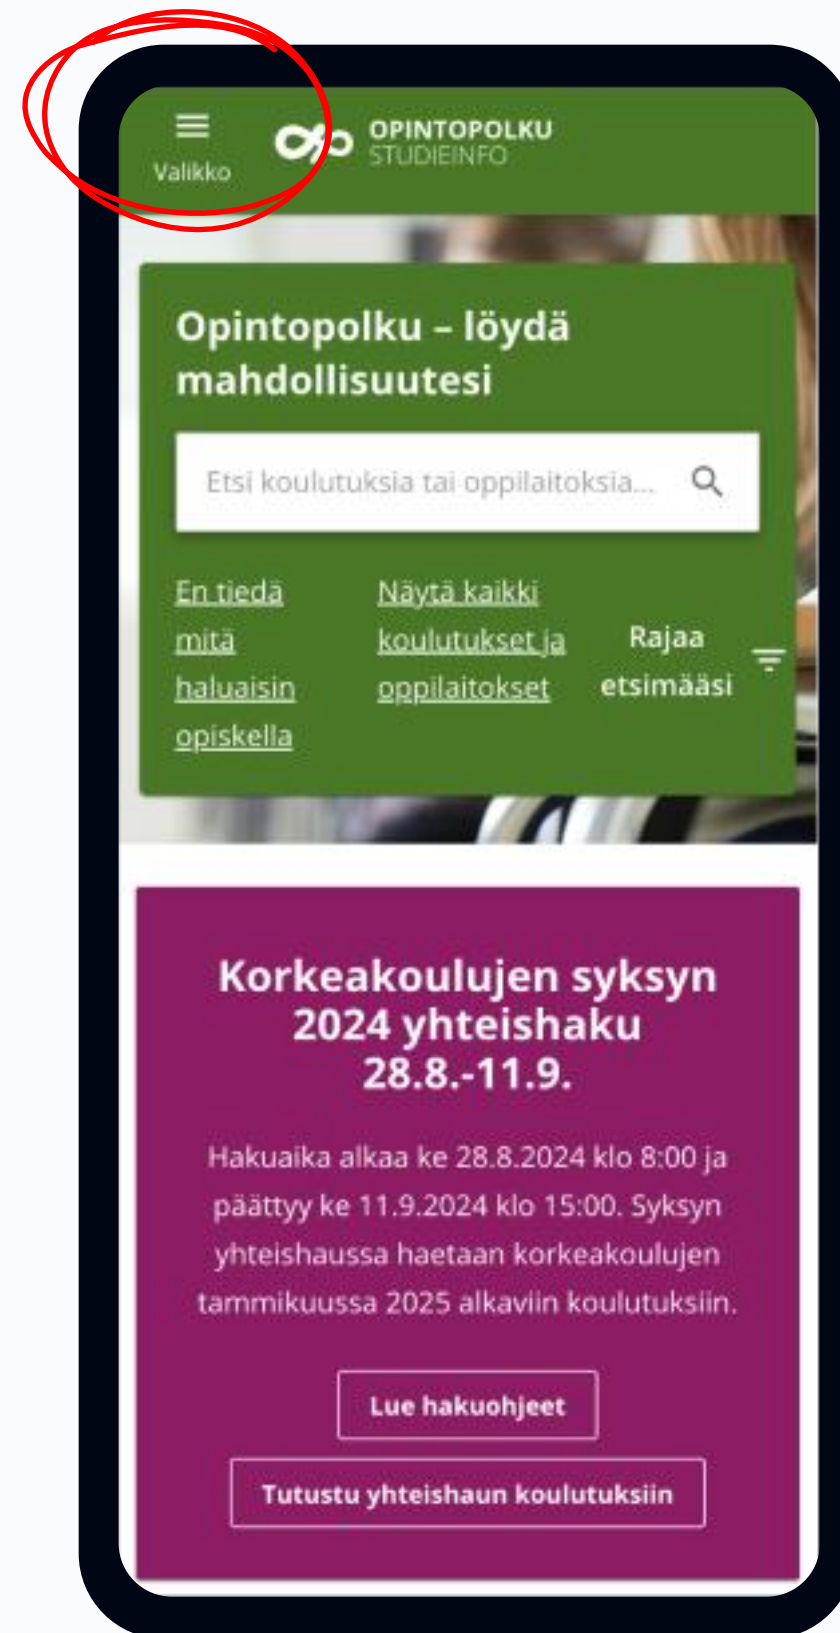 Valikko
OPINTOPOLKU
STUDIEINFO
Opintopolku – löydä
mahdollisuutesi
Etsi koulutuksia tai oppilaitoksia...
En tiedä
mitä
haluaisin
opiskella
Näytä kaikki
koulutukset ja
oppilaitokset
Rajaa
etsimääsi
Korkeakoulujen syksyn
2024 yhteishaku
28.8.-11.9.
Hakuaika alkaa ke 28.8.2024 klo 8:00 ja
päättyy ke 11.9.2024 klo 15:00. Syksyn
yhteishaussa haetaan korkeakoulujen
tammikuussa 2025 alkaviin koulutuksiin.
Lue hakuohjeet
Tutustu yhteishaun koulutuksiin